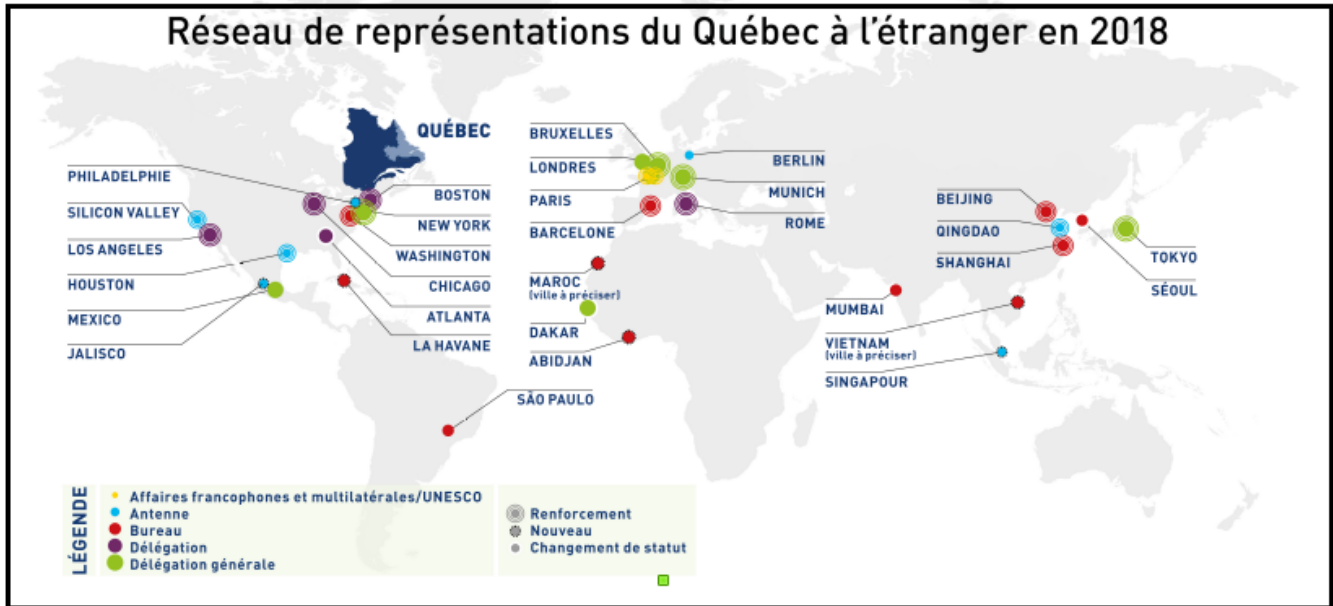 Réseau de représentations du Québec à l'étranger en 2018
QUÉBEC
PHILADELPHIE
SILICON VALLEY
LOS ANGELES
HOUSTON
MEXICO
JALISCO
BOSTON
NEW YORK
WASHINGTON
CHICAGO
ATLANTA
LA HAVANE
SÃO PAULO
BRUXELLES
LONDRES
PARIS
BARCELONE
MAROC
(ville à préciser)
DAKAR
ABIDJAN
BERLIN
MUNICH
ROME
BEIJING
QINGDAO
SHANGHAI
MUMBAI
VIETNAM
(ville à préciser)
SINGAPOUR
TOKYO
SÉOUL
LÉGENDE
Affaires francophones et multilatérales/UNESCO
Antenne
Bureau
Délégation
Délégation générale
Renforcement
Nouveau
Changement de statut